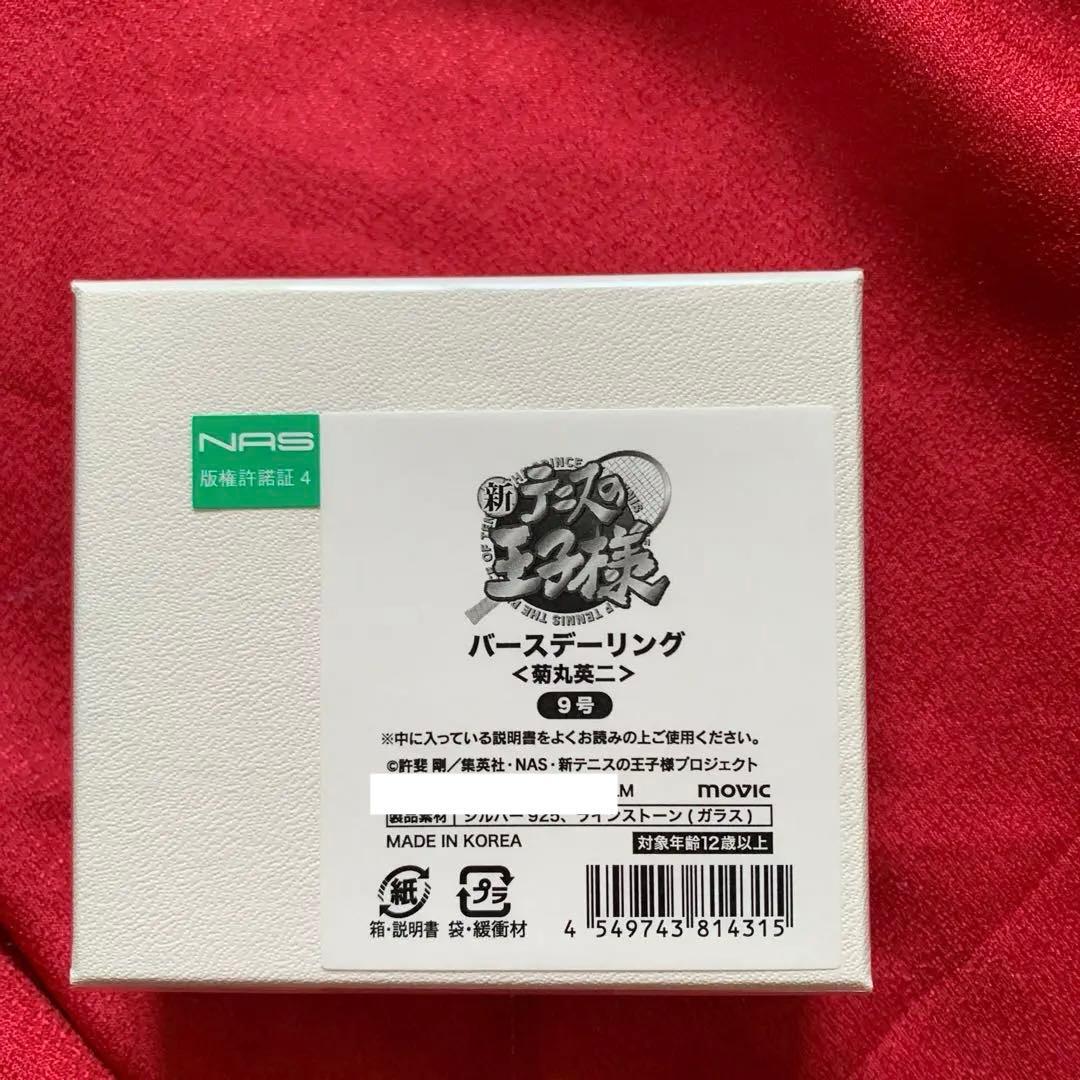 NAS
版権許諾証 4
新テニスの
王子様
バースデーリング
<菊丸英二>
9号
※中に入っている説明書をよくお読みの上ご使用ください。
©許斐 剛／集英社・NAS・新テニスの王子様プロジェクト
movic
製品素材 シルバー925、ラインストーン(ガラス)
MADE IN KOREA 対象年齢12歳以上
紙 プラ
箱・説明書 袋・緩衝材
4 549743 814315